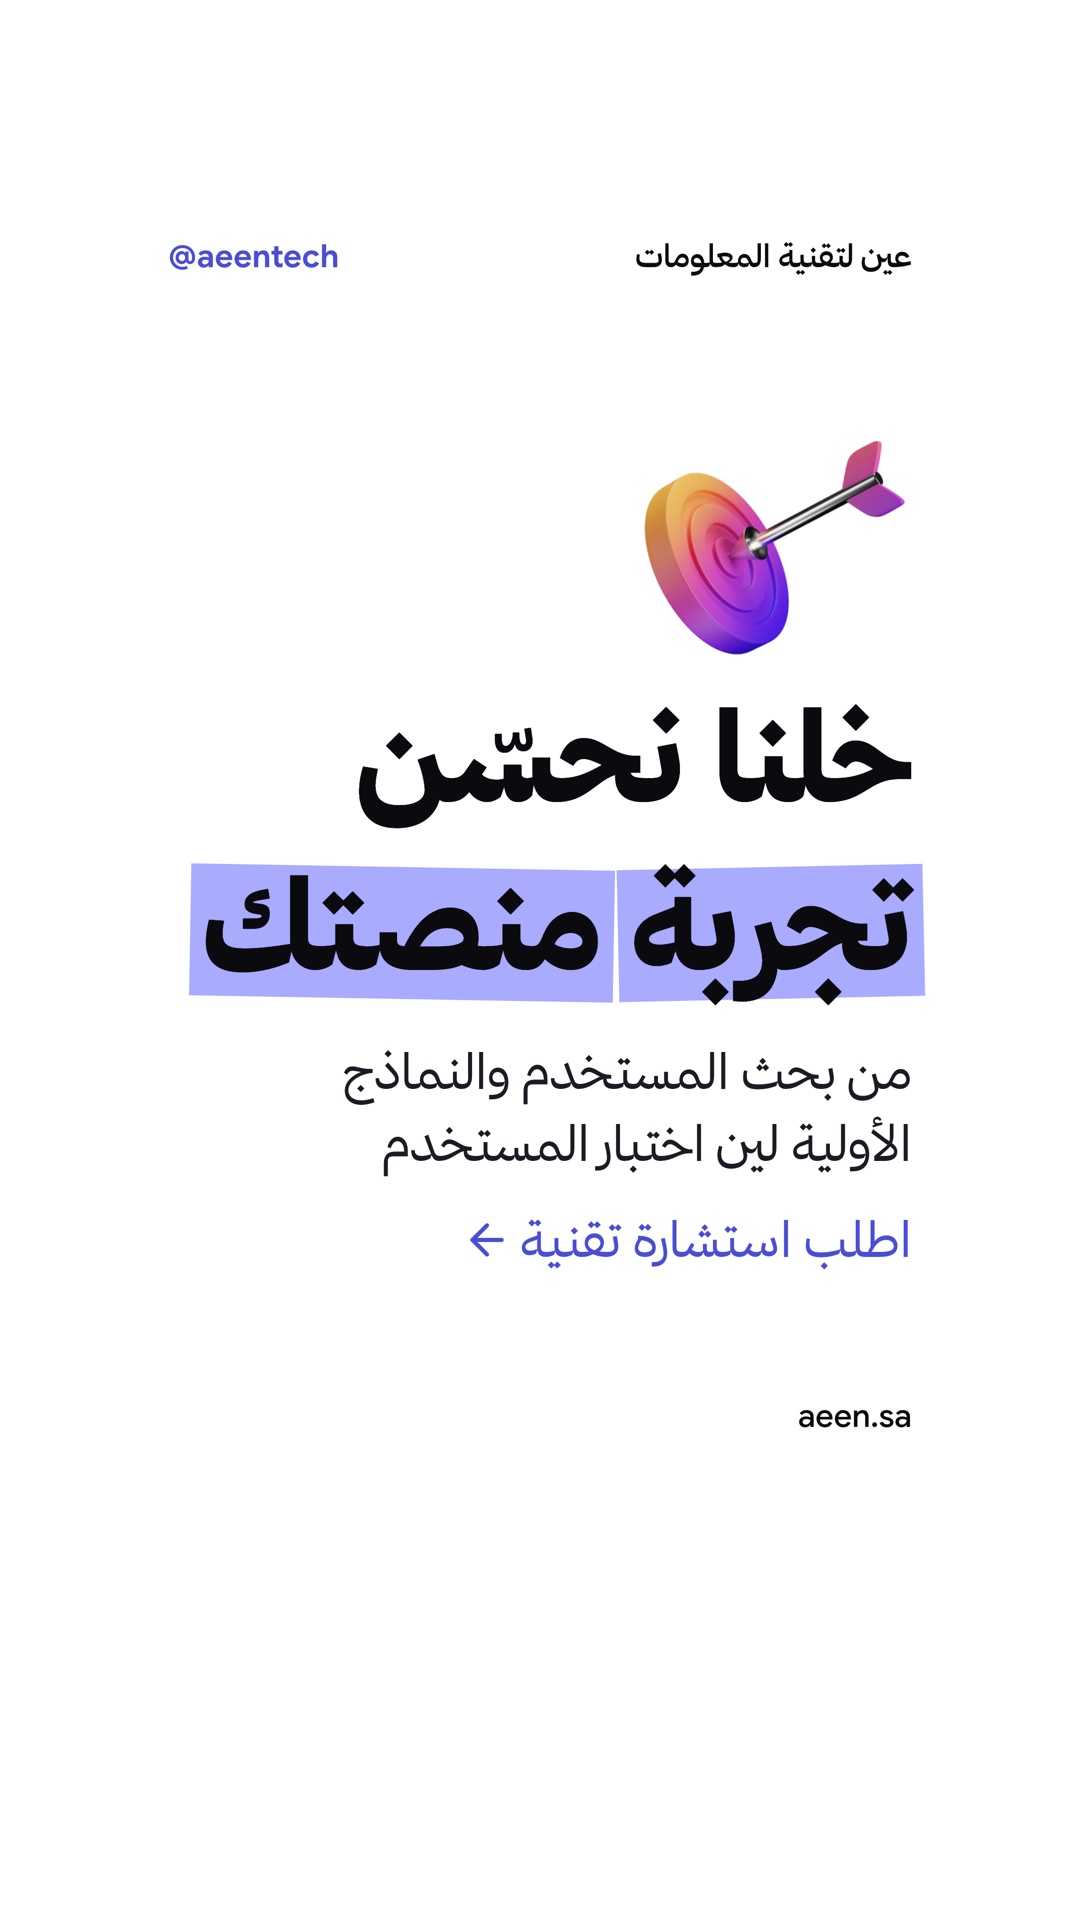 عين لتقنية المعلومات
@aeentech
خلنا نحسّن
تجربة منصتك
من بحث المستخدم والنماذج
الأولية لين اختبار المستخدم
اطلب استشارة تقنية ←
aeen.sa